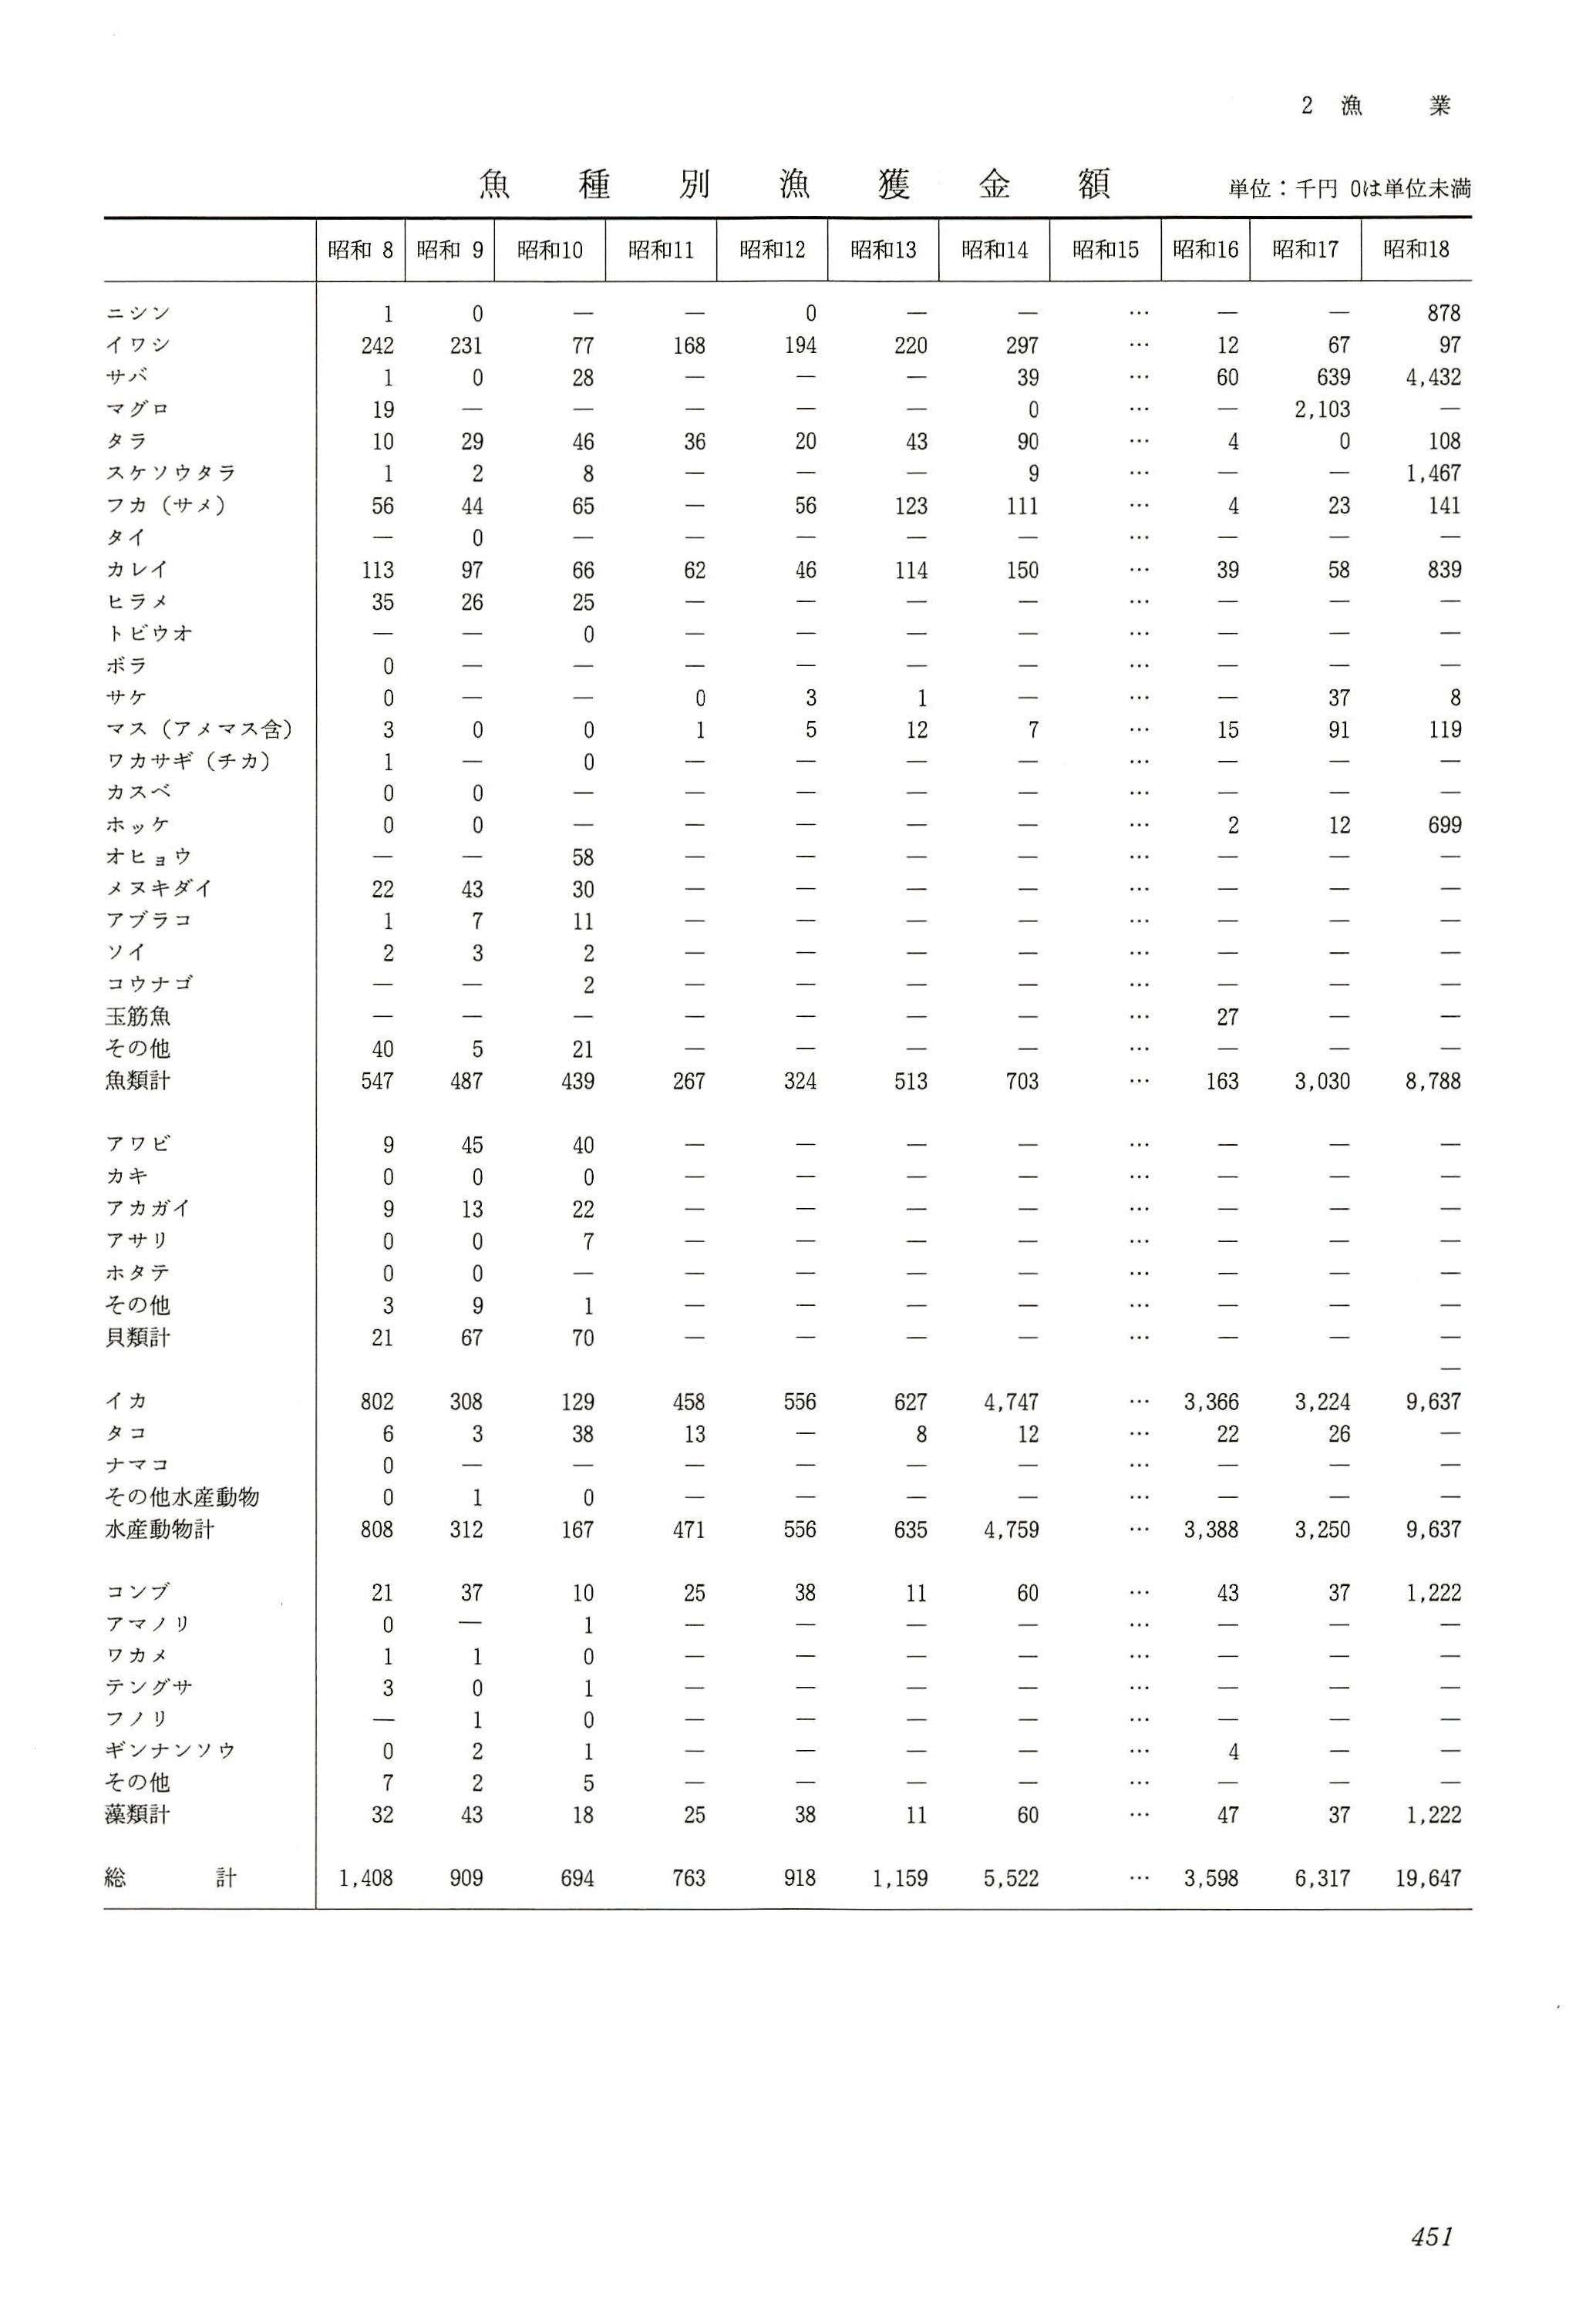 2 漁 業
魚種別漁獲金額 単位：千円 0は単位未満
昭和 8 昭和 9 昭和10 昭和11 昭和12 昭和13 昭和14 昭和15 昭和16 昭和17 昭和18
ニシン 1 0 — — 0 — — … — — 878
イワシ 242 231 77 168 194 220 297 … 12 67 97
サバ 1 0 28 — — — 39 … 60 639 4,432
マグロ 19 — — — — — 0 … — 2,103 —
タラ 10 29 46 36 20 43 90 … 4 0 108
スケソウタラ 1 2 8 — — — 9 … — — 1,467
フカ（サメ） 56 44 65 — 56 123 111 … 4 23 141
タイ — 0 — — — — — … — — —
カレイ 113 97 66 62 46 114 150 … 39 58 839
ヒラメ 35 26 25 — — — — … — — —
トビウオ — — 0 — — — — … — — —
ボラ 0 — — — — — — … — — —
サケ 0 — — 0 3 1 — … — 37 8
マス（アメマス含） 3 0 0 1 5 12 7 … 15 91 119
ワカサギ（チカ） 1 — 0 — — — — … — — —
カスベ 0 0 — — — — — … — — —
ホッケ 0 0 — — — — — … 2 12 699
オヒョウ — — 58 — — — — … — — —
メヌキダイ 22 43 30 — — — — … — — —
アブラコ 1 7 11 — — — — … — — —
ソイ 2 3 2 — — — — … — — —
コウナゴ — — 2 — — — — … — — —
玉筋魚 — — — — — — — … 27 — —
その他 40 5 21 — — — — … — — —
魚類計 547 487 439 267 324 513 703 … 163 3,030 8,788
アワビ 9 45 40 — — — — … — — —
カキ 0 0 0 — — — — … — — —
アカガイ 9 13 22 — — — — … — — —
アサリ 0 0 7 — — — — … — — —
ホタテ 0 0 — — — — — … — — —
その他 3 9 1 — — — — … — — —
貝類計 21 67 70 — — — — … — — —
—
イカ 802 308 129 458 556 627 4,747 … 3,366 3,224 9,637
タコ 6 3 38 13 — 8 12 … 22 26 —
ナマコ 0 — — — — — — … — — —
その他水産動物 0 1 0 — — — — … — — —
水産動物計 808 312 167 471 556 635 4,759 … 3,388 3,250 9,637
コンブ 21 37 10 25 38 11 60 … 43 37 1,222
アマノリ 0 — 1 — — — — … — — —
ワカメ 1 1 0 — — — — … — — —
テングサ 3 0 1 — — — — … — — —
フノリ — 1 0 — — — — … — — —
ギンナンソウ 0 2 1 — — — — … 4 — —
その他 7 2 5 — — — — … — — —
藻類計 32 43 18 25 38 11 60 … 47 37 1,222
総計 1,408 909 694 763 918 1,159 5,522 … 3,598 6,317 19,647
451